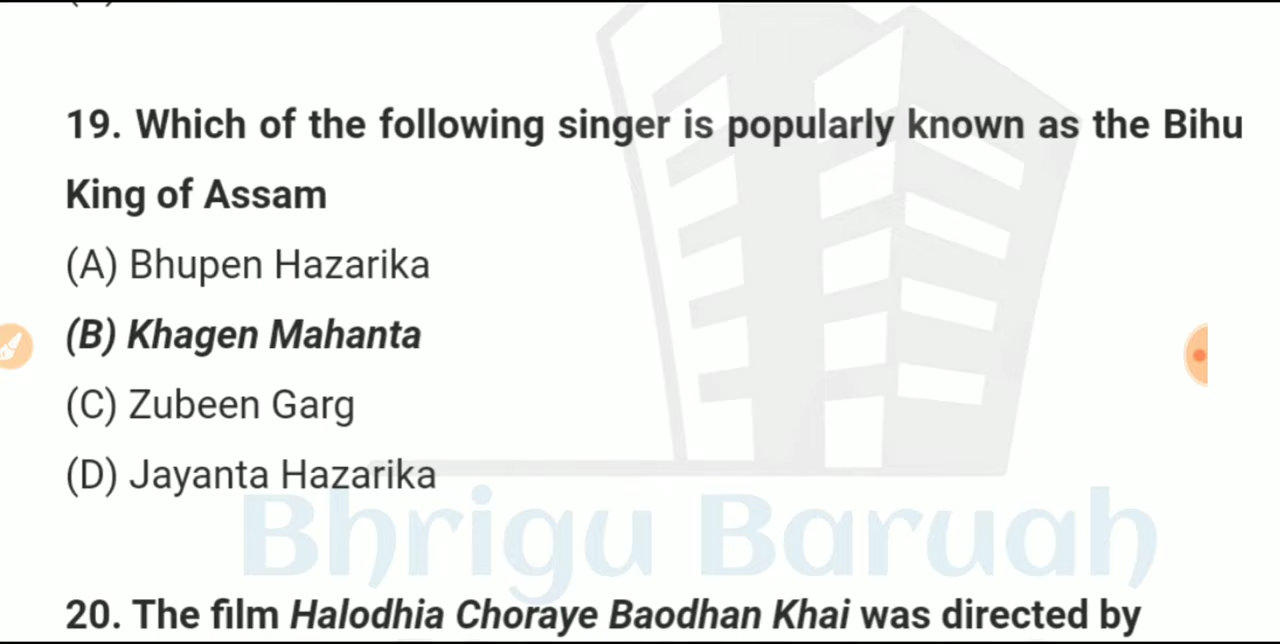 19. Which of the following singer is popularly known as the Bihu
King of Assam
(A) Bhupen Hazarika
(B) Khagen Mahanta
(C) Zubeen Garg
(D) Jayanta Hazarika
Bhrigu Baruah
20. The film Halodhia Choraye Baodhan Khai was directed by